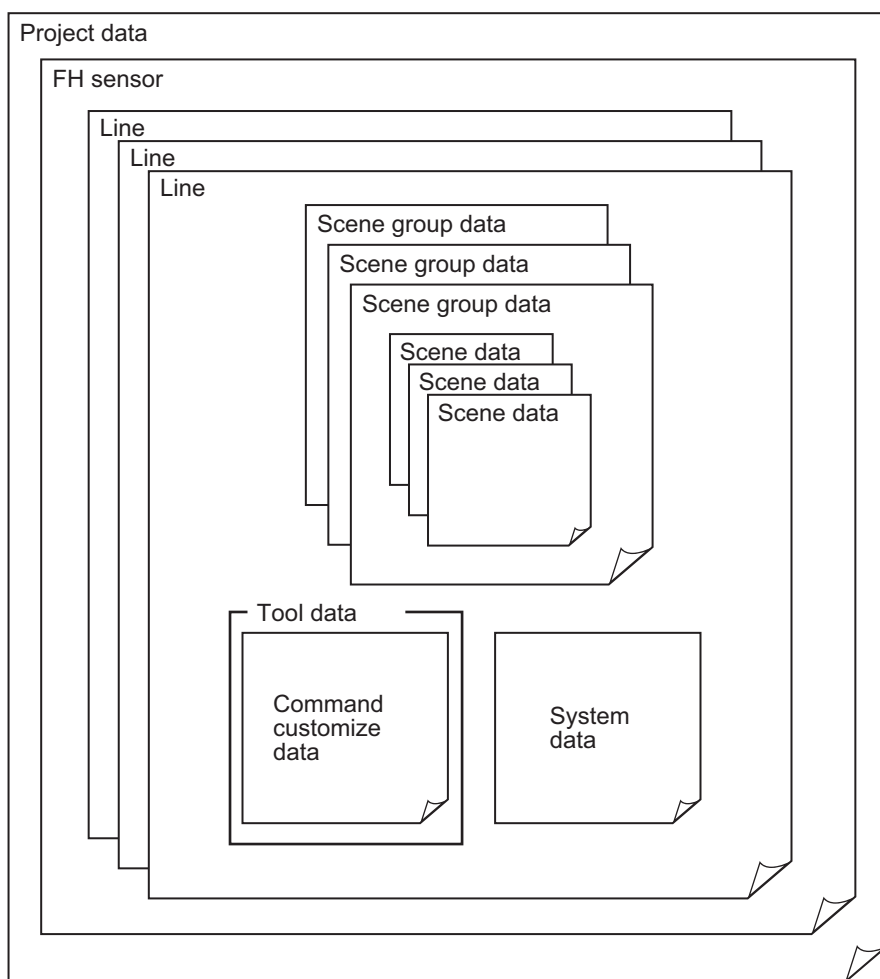 Project data
FH sensor
Line
Line
Line
Scene group data
Scene group data
Scene group data
Scene data
Scene data
Scene data
Tool data
Command
customize
data
System
data